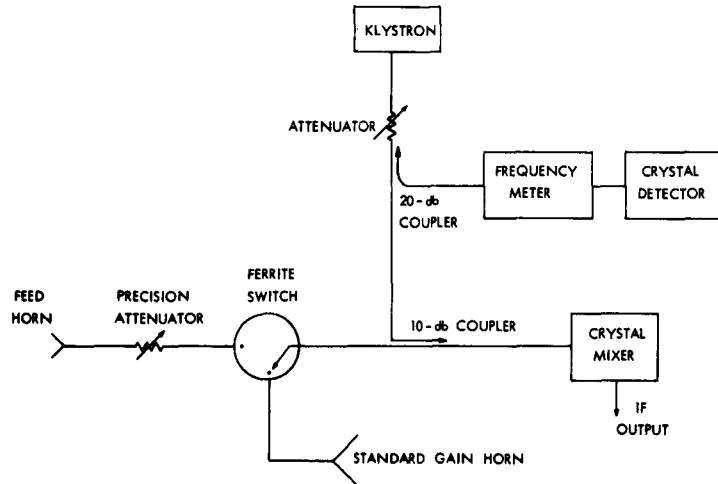 KLYSTRON
ATTENUATOR
FREQUENCY
METER
CRYSTAL
DETECTOR
20-db
COUPLER
FERRITE
SWITCH
FEED
HORN
PRECISION
ATTENUATOR
10-db COUPLER
CRYSTAL
MIXER
IF
OUTPUT
STANDARD GAIN HORN